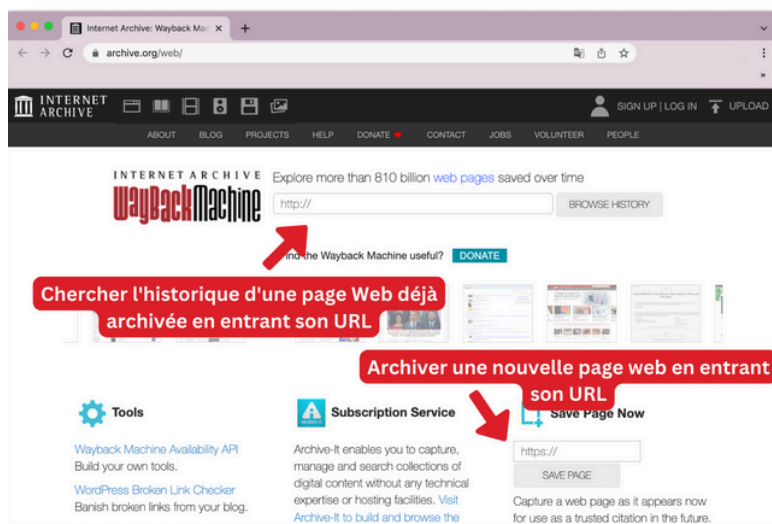 Internet Archive: Wayback Mac
archive.org/web/
INTERNET
ARCHIVE
SIGN UP | LOG IN
UPLOAD
ABOUT BLOG PROJECTS HELP DONATE CONTACT JOBS VOLUNTEER PEOPLE
INTERNET ARCHIVE
WayBackMachine
Explore more than 810 billion web pages saved over time
http://
BROWSE HISTORY
the Wayback Machine useful? DONATE
Chercher l'historique d'une page Web déjà
archivée en entrant son URL
Archiver une nouvelle page web en entrant
son URL
Tools
Wayback Machine Availability API
Build your own tools.
WordPress Broken Link Checker
Banish broken links from your blog.
Subscription Service
Archive-It enables you to capture,
manage and search collections of
digital content without any technical
expertise or hosting facilities. Visit
Archive-It to build and browse the
Save Page Now
https://
SAVE PAGE
Capture a web page as it appears now
for use as a trusted citation in the future.